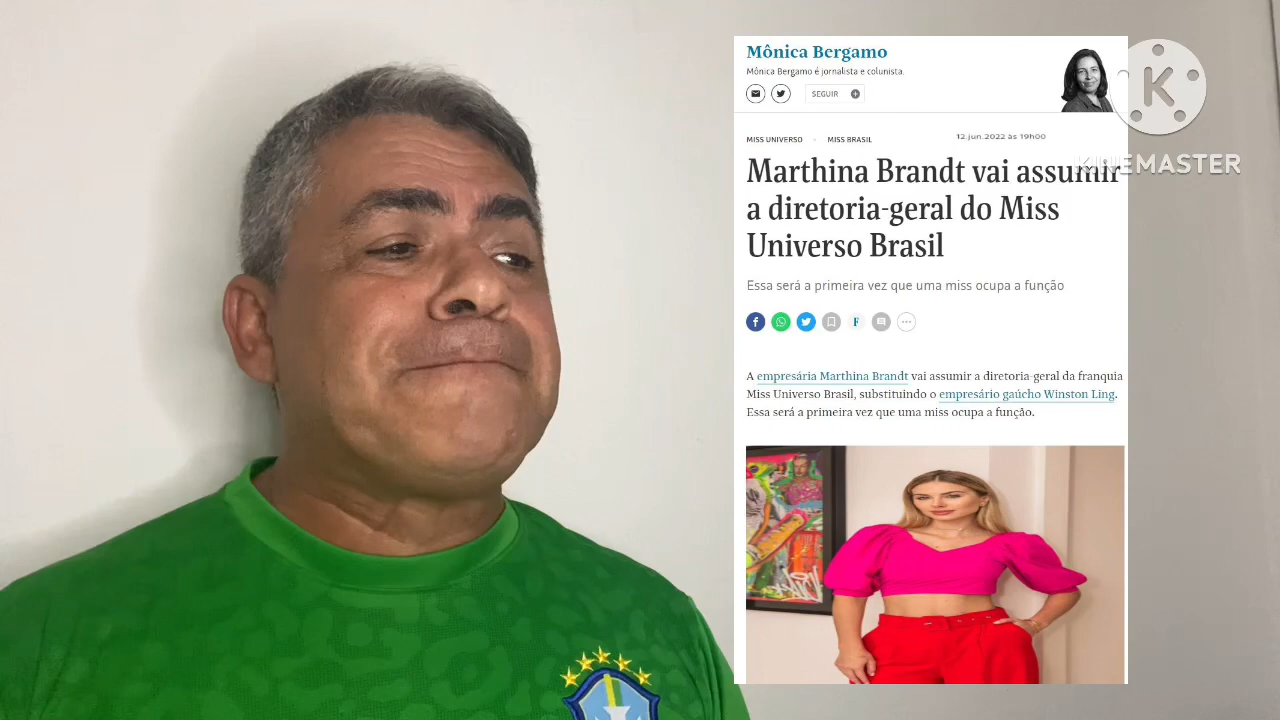 Mônica Bergamo
Mônica Bergamo é jornalista e colunista.
SEGUIR
MISS UNIVERSO
MISS BRASIL
12.jun.2022 às 19h00
Marthina Brandt vai assumir
a diretoria-geral do Miss
Universo Brasil
Essa será a primeira vez que uma miss ocupa a função
A empresária Marthina Brandt vai assumir a diretoria-geral da franquia
Miss Universo Brasil, substituindo o empresário gaúcho Winston Ling.
Essa será a primeira vez que uma miss ocupa a função.
K
KINEMASTER